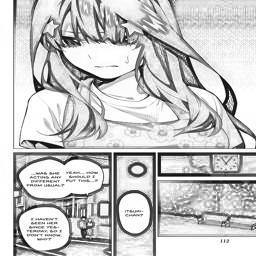 YEAH... HOW
SHOULD I
PUT THIS...?
...WAS SHE
ACTING ANY
DIFFERENT
FROM USUAL?
ITSUKI-
CHAN?
I HAVEN'T
SEEN HER
SINCE YES-
TERDAY, SO I
DON'T KNOW.
WHY?
112